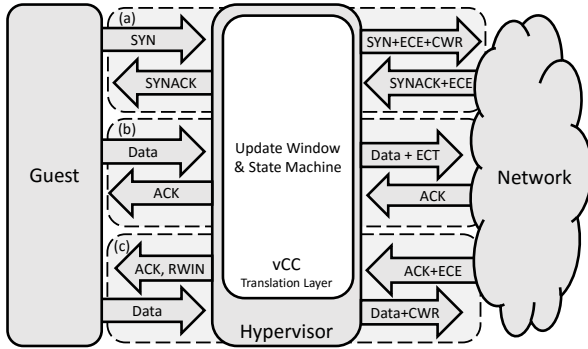 (a)
SYN
SYN+ECE+CWR
SYNACK
SYNACK+ECE
(b)
Data
Update Window
& State Machine
Data + ECT
Guest
Network
ACK
ACK
(c)
ACK, RWIN
vCC
Translation Layer
ACK+ECE
Data
Data+CWR
Hypervisor